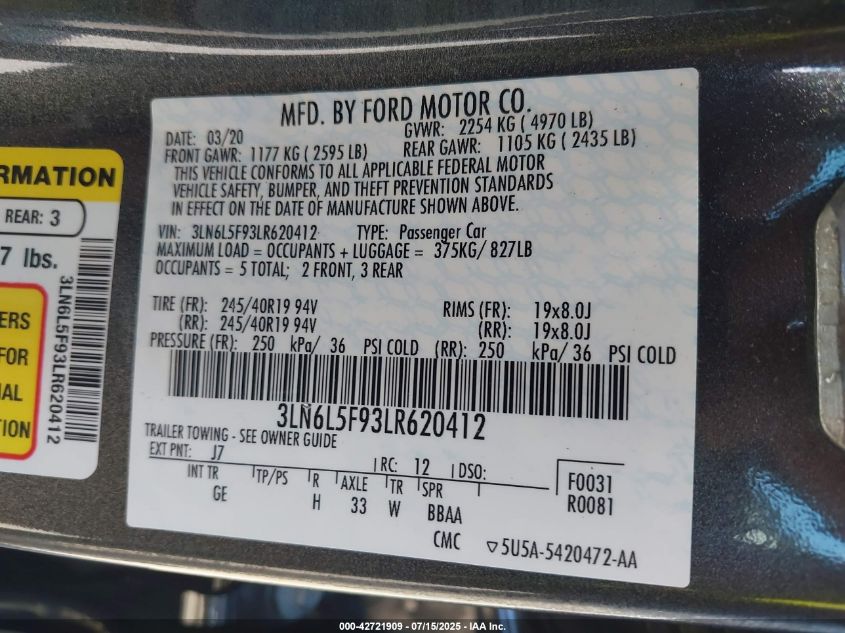 MFD. BY FORD MOTOR CO.
DATE: 03/20 GVWR: 2254 KG ( 4970 LB)
FRONT GAWR: 1177 KG ( 2595 LB) REAR GAWR: 1105 KG ( 2435 LB)
THIS VEHICLE CONFORMS TO ALL APPLICABLE FEDERAL MOTOR
VEHICLE SAFETY, BUMPER, AND THEFT PREVENTION STANDARDS
IN EFFECT ON THE DATE OF MANUFACTURE SHOWN ABOVE.
VIN: 3LN6L5F93LR620412 TYPE: Passenger Car
MAXIMUM LOAD = OCCUPANTS + LUGGAGE = 375KG/ 827LB
OCCUPANTS = 5 TOTAL; 2 FRONT, 3 REAR
TIRE (FR): 245/40R19 94V RIMS (FR): 19x8.0J
(RR): 245/40R19 94V (RR): 19x8.0J
PRESSURE (FR): 250 kPa/ 36 PSI COLD (RR): 250 kPa/ 36 PSI COLD
3LN6L5F93LR620412
TRAILER TOWING - SEE OWNER GUIDE
EXT PNT: J7 RC: 12 DSO:
INT TR TP/PS R AXLE TR SPR
GE H 33 W BBAA
F0031
R0081
CMC ▽5U5A-5420472-AA
RMATION
REAR: 3
7 lbs.
ERS
FOR
IAL
TION
3LN6L5F93LR620412
000-42721909 - 07/15/2025 - IAA Inc.